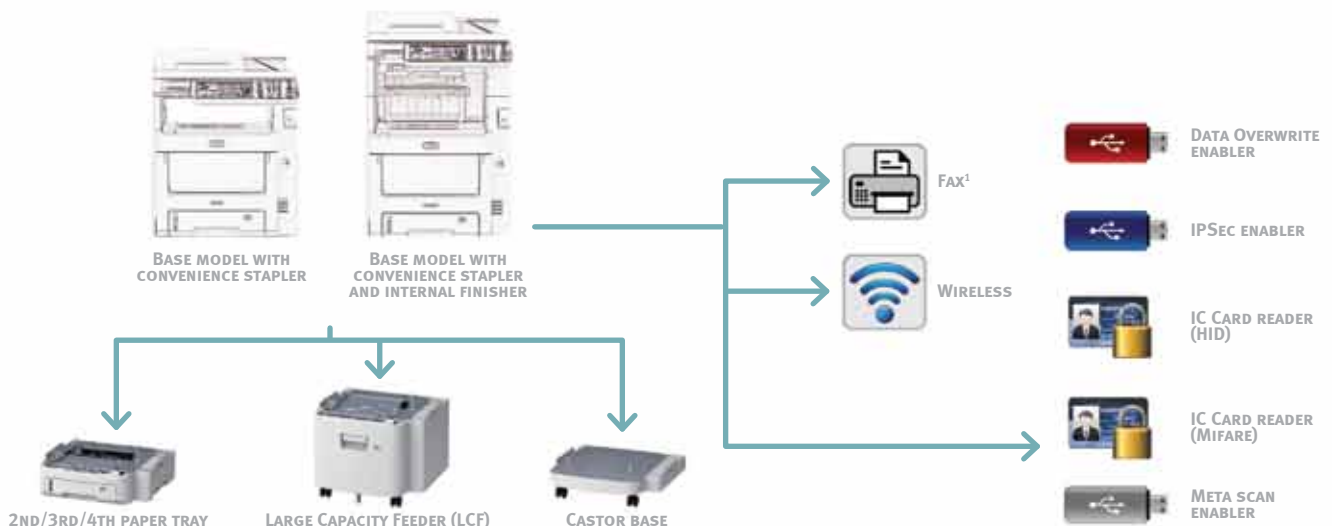 Base model with
convenience stapler
Base model with
convenience stapler
and internal finisher
Fax¹
Wireless
Data Overwrite
enabler
IPSec enabler
IC Card reader
(HID)
IC Card reader
(Mifare)
Meta scan
enabler
2nd/3rd/4th paper tray
Large Capacity Feeder (LCF)
Castor base